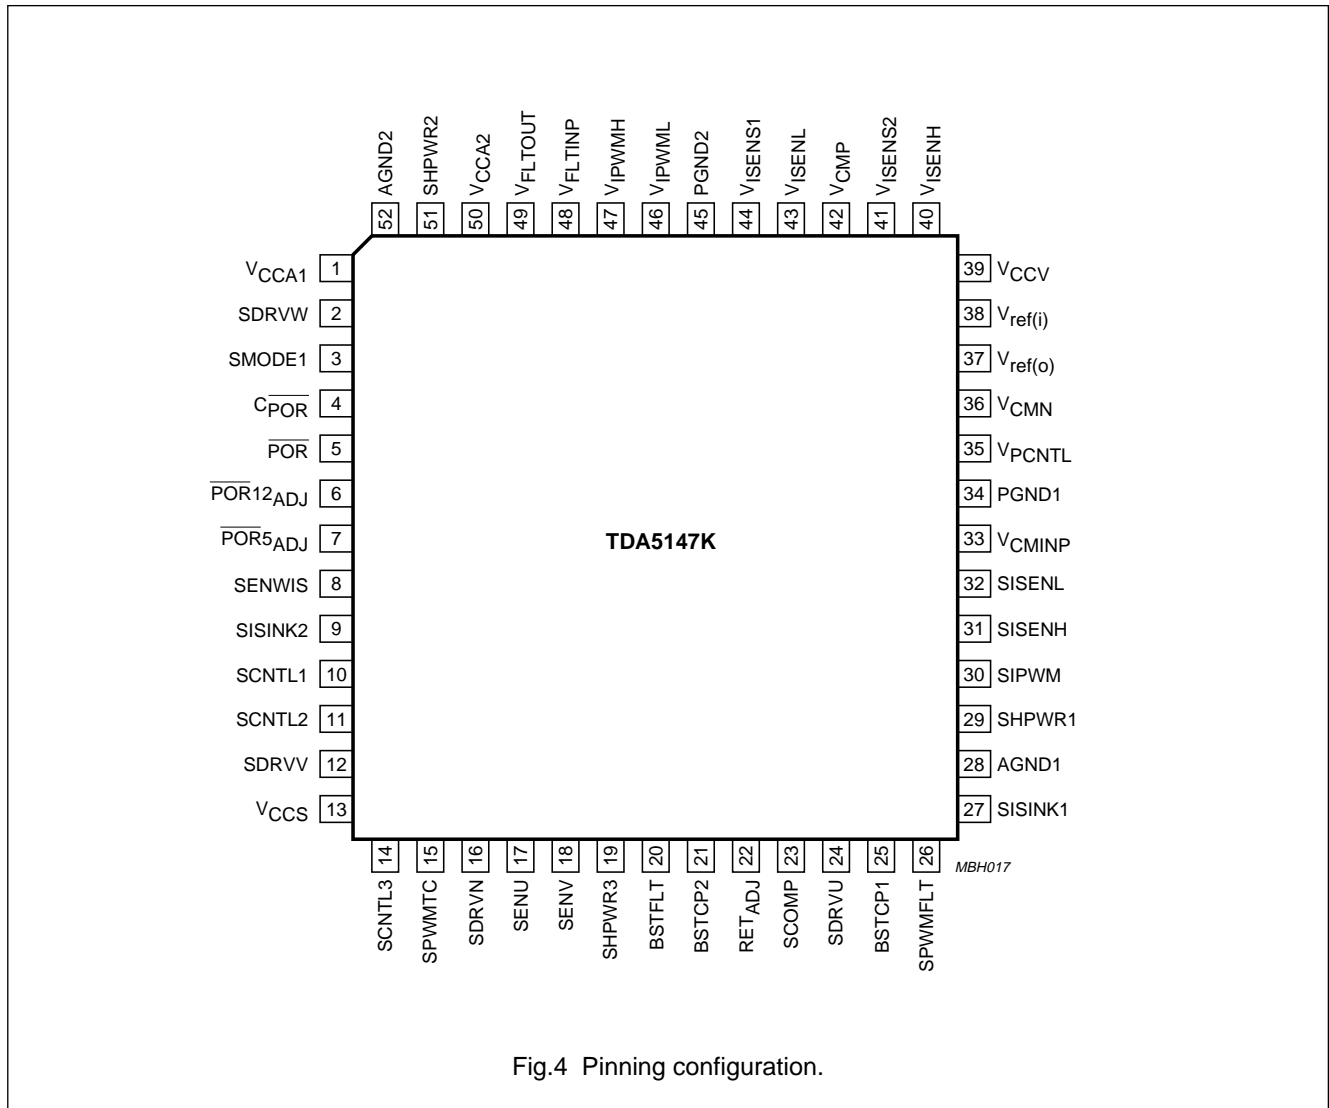 AGND2
SHPWR2
VCCA2
VFLTOUT
VFLTINP
VIPWMH
VIPWML
PGND2
VISENS1
VISENL
VCMP
VISENS2
VISENH
52 51 50 49 48 47 46 45 44 43 42 41 40
VCCA1 1
39 VCCV
SDRVW 2
38 Vref(i)
SMODE1 3
37 Vref(o)
CP̅O̅R̅ 4
36 VCMN
P̅O̅R̅ 5
35 VPCNTL
P̅O̅R̅12ADJ 6
34 PGND1
P̅O̅R̅5ADJ 7
TDA5147K
33 VCMINP
SENWIS 8
32 SISENL
SISINK2 9
31 SISENH
SCNTL1 10
30 SIPWM
SCNTL2 11
29 SHPWR1
SDRVV 12
28 AGND1
VCCS 13
27 SISINK1
14 15 16 17 18 19 20 21 22 23 24 25 26
MBH017
SCNTL3
SPWMTC
SDRVN
SENU
SENV
SHPWR3
BSTFLT
BSTCP2
RETADJ
SCOMP
SDRVU
BSTCP1
SPWMFLT
Fig.4 Pinning configuration.